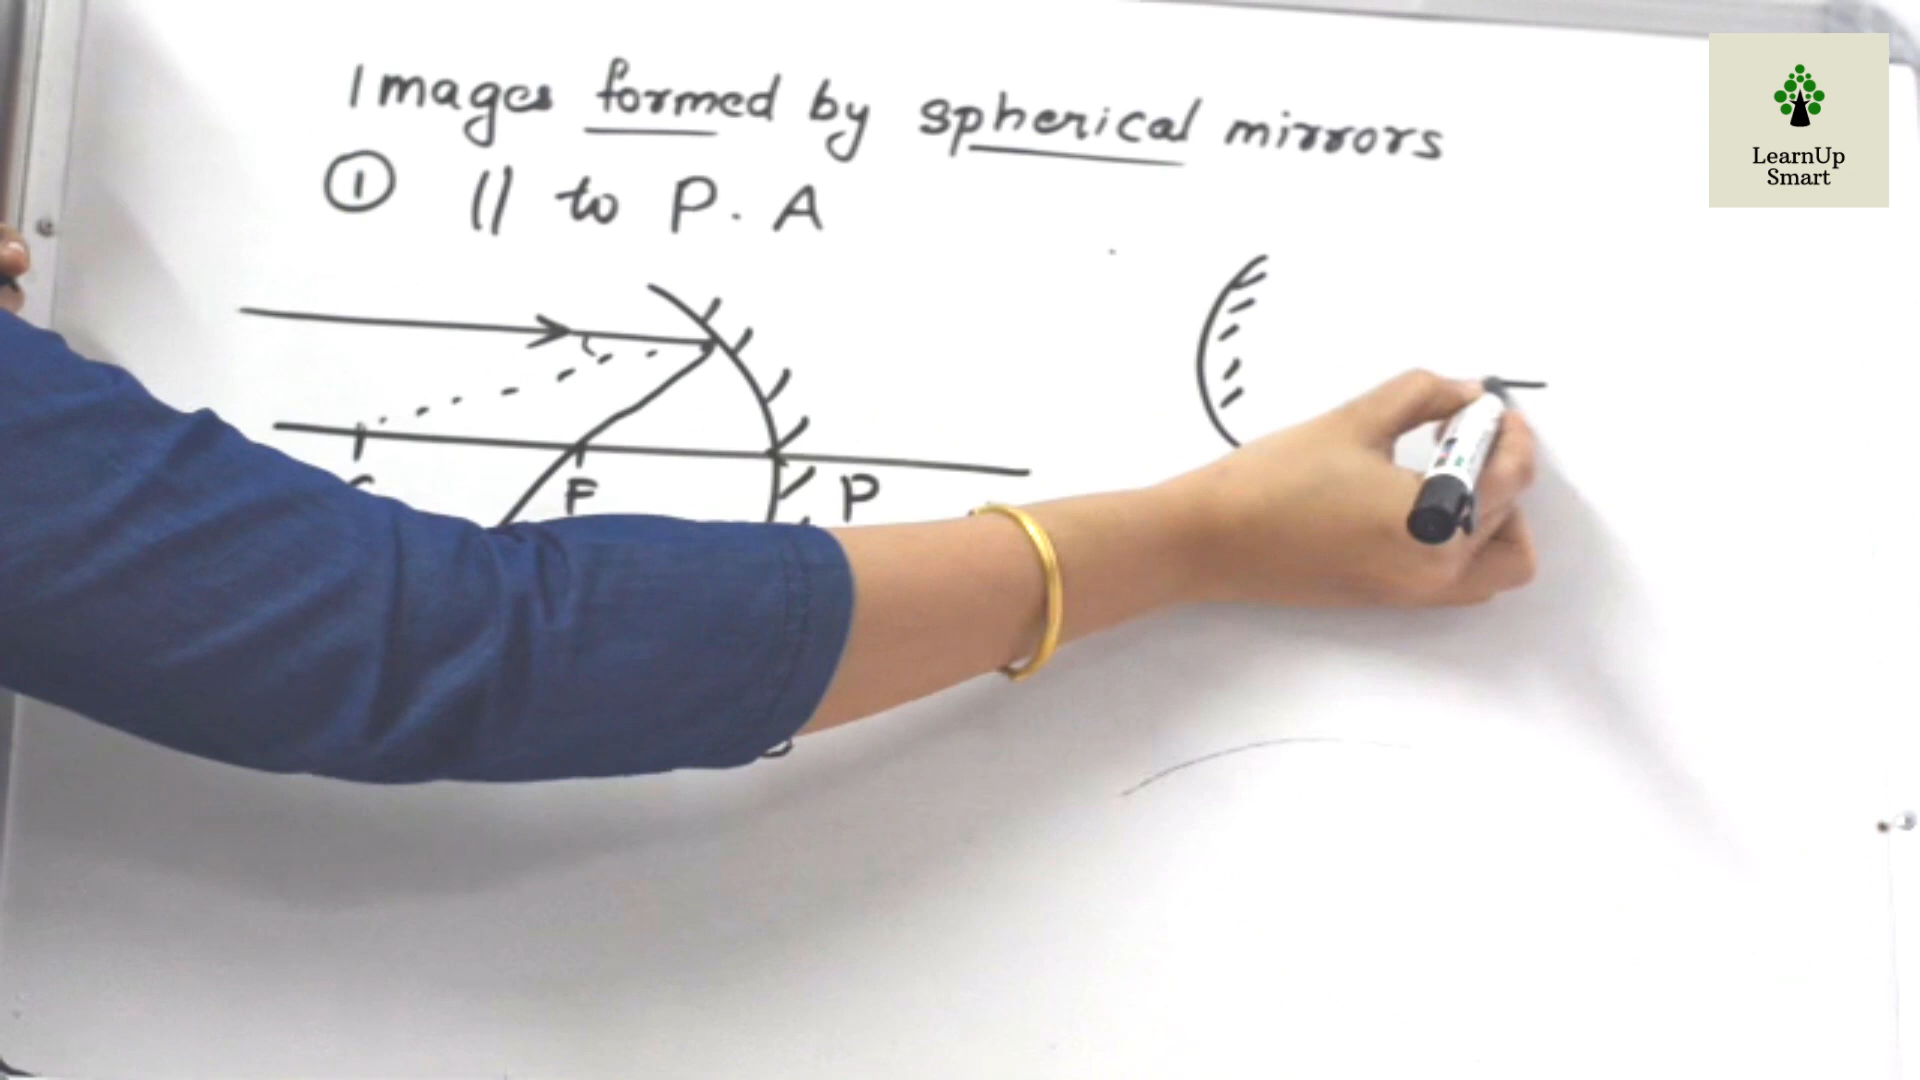 Images formed by spherical mirrors
① || to P. A
F
P
LearnUp
Smart